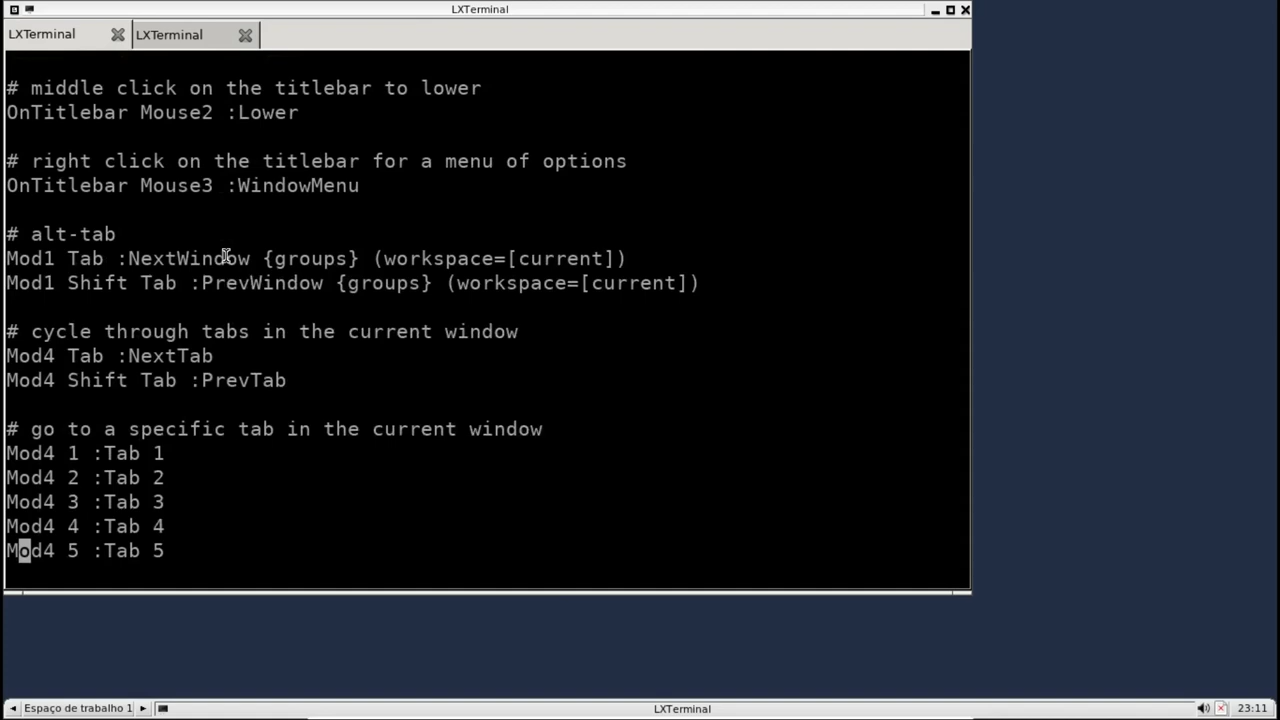 LXTerminal
LXTerminal
LXTerminal
# middle click on the titlebar to lower
OnTitlebar Mouse2 :Lower
# right click on the titlebar for a menu of options
OnTitlebar Mouse3 :WindowMenu
# alt-tab
Mod1 Tab :NextWindow {groups} (workspace=[current])
Mod1 Shift Tab :PrevWindow {groups} (workspace=[current])
# cycle through tabs in the current window
Mod4 Tab :NextTab
Mod4 Shift Tab :PrevTab
# go to a specific tab in the current window
Mod4 1 :Tab 1
Mod4 2 :Tab 2
Mod4 3 :Tab 3
Mod4 4 :Tab 4
Mod4 5 :Tab 5
Espaço de trabalho 1
LXTerminal
23:11